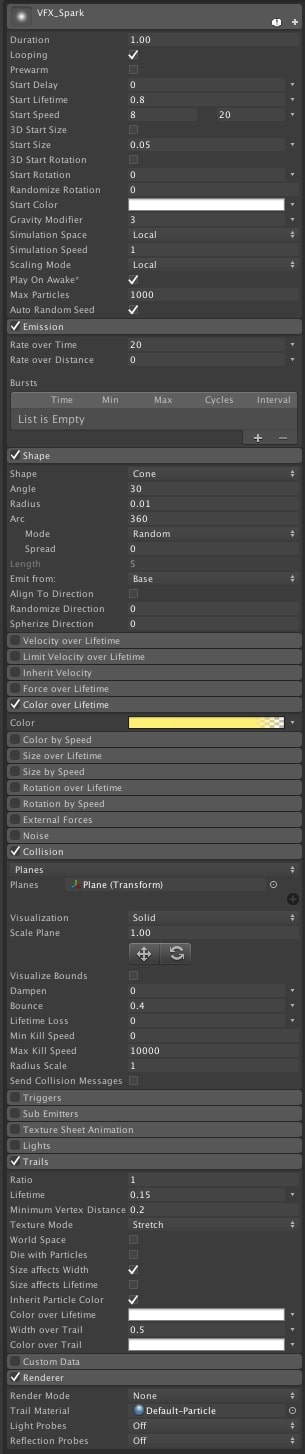 VFX_Spark
Duration 1.00
Looping
Prewarm
Start Delay 0
Start Lifetime 0.8
Start Speed 8 20
3D Start Size
Start Size 0.05
3D Start Rotation
Start Rotation 0
Randomize Rotation 0
Start Color
Gravity Modifier 3
Simulation Space Local
Simulation Speed 1
Scaling Mode Local
Play On Awake*
Max Particles 1000
Auto Random Seed
Emission
Rate over Time 20
Rate over Distance 0
Bursts
Time Min Max Cycles Interval
List is Empty
Shape
Shape Cone
Angle 30
Radius 0.01
Arc 360
Mode Random
Spread 0
Length 5
Emit from: Base
Align To Direction
Randomize Direction 0
Spherize Direction 0
Velocity over Lifetime
Limit Velocity over Lifetime
Inherit Velocity
Force over Lifetime
Color over Lifetime
Color
Color by Speed
Size over Lifetime
Size by Speed
Rotation over Lifetime
Rotation by Speed
External Forces
Noise
Collision
Planes
Planes Plane (Transform)
Visualization Solid
Scale Plane 1.00
Visualize Bounds
Dampen 0
Bounce 0.4
Lifetime Loss 0
Min Kill Speed 0
Max Kill Speed 10000
Radius Scale 1
Send Collision Messages
Triggers
Sub Emitters
Texture Sheet Animation
Lights
Trails
Ratio 1
Lifetime 0.15
Minimum Vertex Distance 0.2
Texture Mode Stretch
World Space
Die with Particles
Size affects Width
Size affects Lifetime
Inherit Particle Color
Color over Lifetime
Width over Trail 0.5
Color over Trail
Custom Data
Renderer
Render Mode None
Trail Material Default-Particle
Light Probes Off
Reflection Probes Off